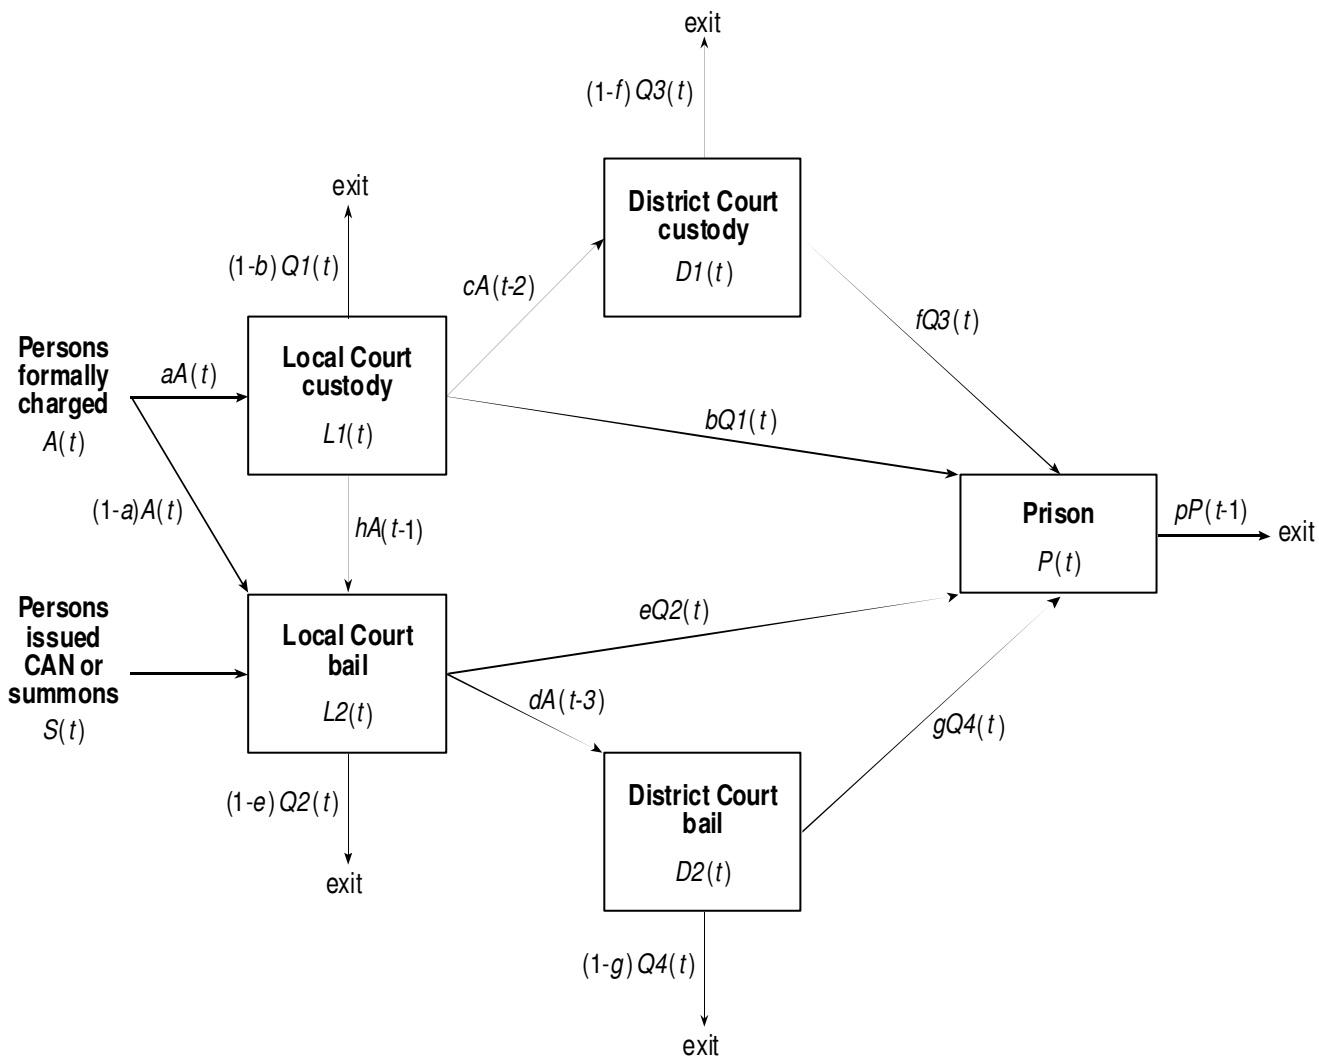 exit
(1-f) Q3(t)
District Court
custody
D1(t)
exit
(1-b) Q1(t)
cA(t-2)
fQ3(t)
Persons
formally
charged
A(t)
aA(t)
Local Court
custody
L1(t)
bQ1(t)
(1-a)A(t)
hA(t-1)
Prison
P(t)
pP(t-1)
exit
Persons
issued
CAN or
summons
S(t)
Local Court
bail
L2(t)
eQ2(t)
dA(t-3)
gQ4(t)
(1-e) Q2(t)
exit
District Court
bail
D2(t)
(1-g) Q4(t)
exit